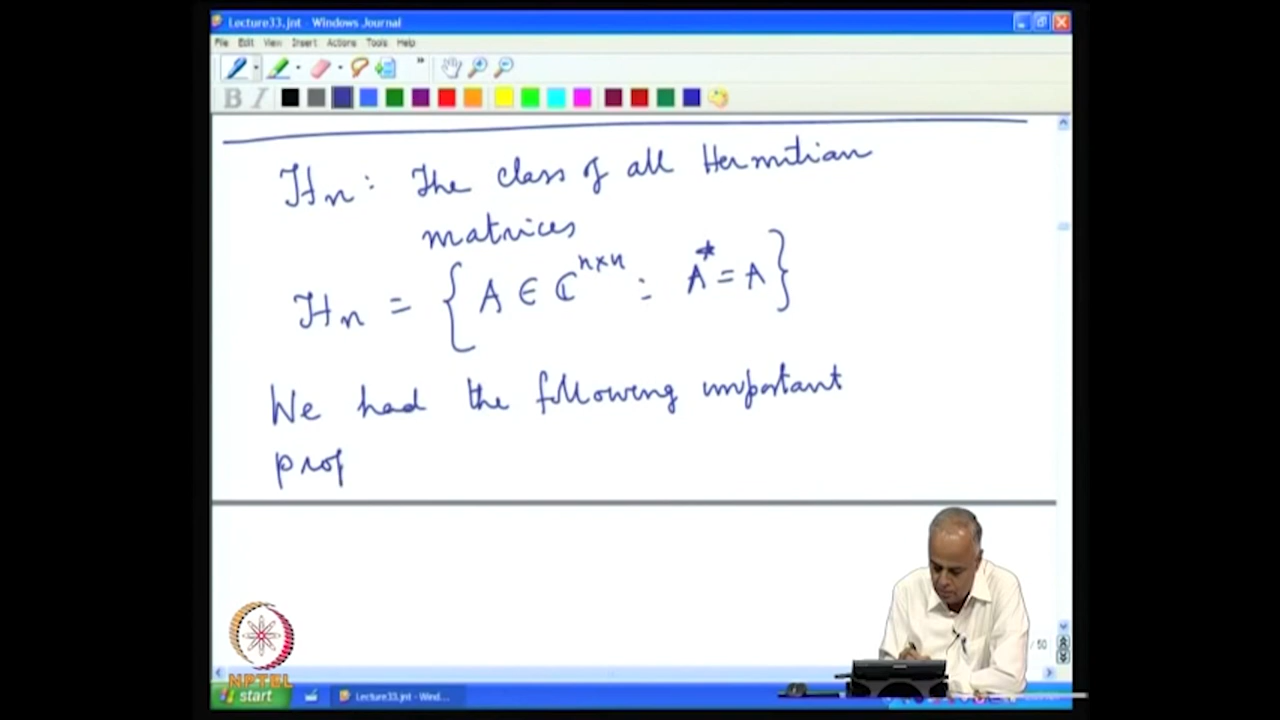 Lecture33.jnt - Windows Journal
File Edit View Insert Actions Tools Help
B I
ℋn: The class of all Hermitian
matrices
ℋn = { A ∈ ℂ^{n×n} : A* = A }
We had the following important
prop
/ 50
NPTEL
start Lecture33.jnt - Wind...